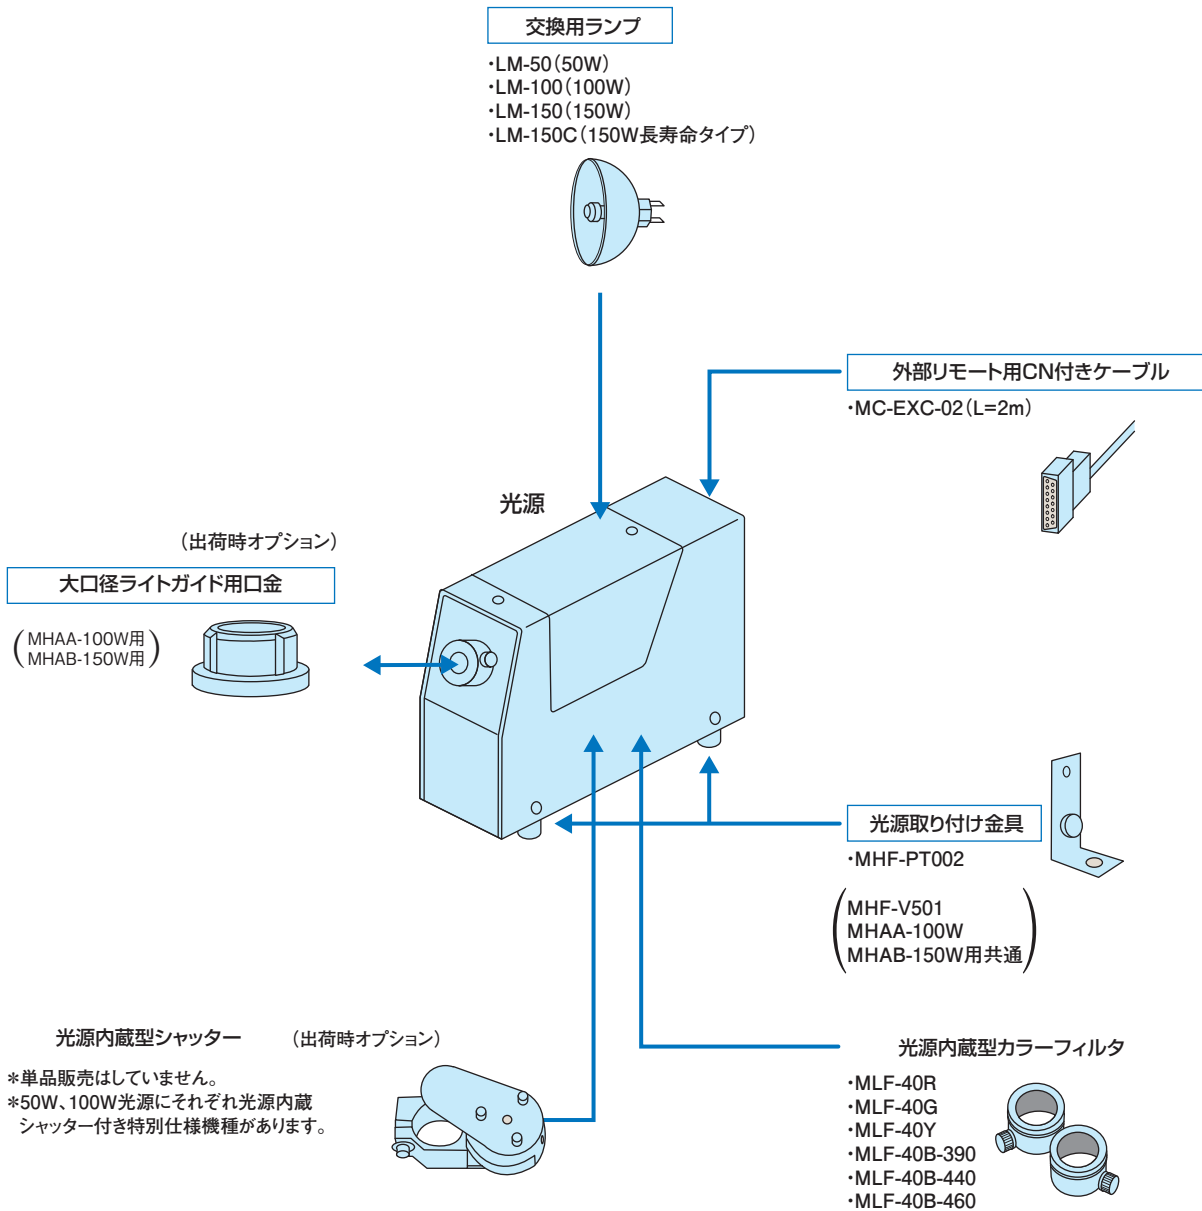 交換用ランプ
・LM-50（50W）
・LM-100（100W）
・LM-150（150W）
・LM-150C（150W長寿命タイプ）
外部リモート用CN付きケーブル
・MC-EXC-02（L=2m）
光源
（出荷時オプション）
大口径ライトガイド用口金
MHAA-100W用
MHAB-150W用
光源取り付け金具
・MHF-PT002
MHF-V501
MHAA-100W
MHAB-150W用共通
光源内蔵型シャッター （出荷時オプション）
＊単品販売はしていません。
＊50W、100W光源にそれぞれ光源内蔵
シャッター付き特別仕様機種があります。
光源内蔵型カラーフィルタ
・MLF-40R
・MLF-40G
・MLF-40Y
・MLF-40B-390
・MLF-40B-440
・MLF-40B-460